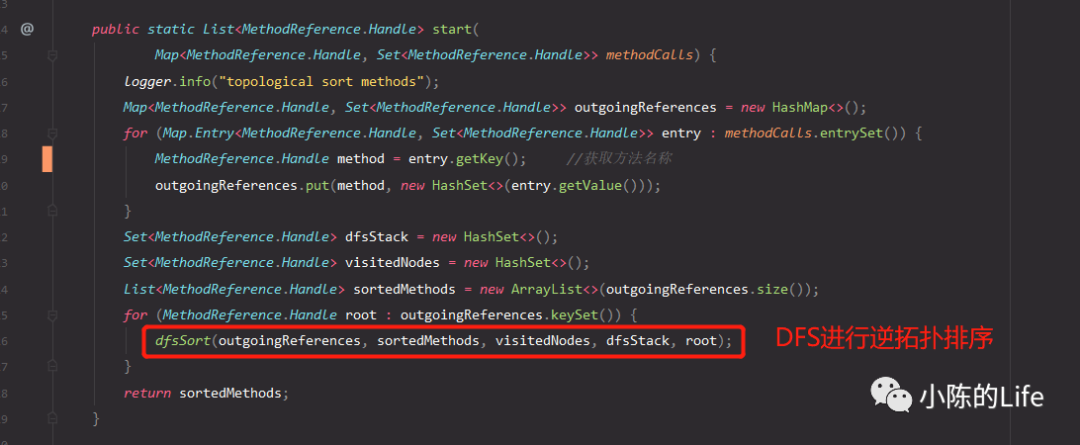 3
4 @ public static List<MethodReference.Handle> start(
5 Map<MethodReference.Handle, Set<MethodReference.Handle>> methodCalls) {
6 logger.info("topological sort methods");
7 Map<MethodReference.Handle, Set<MethodReference.Handle>> outgoingReferences = new HashMap<>();
8 for (Map.Entry<MethodReference.Handle, Set<MethodReference.Handle>> entry : methodCalls.entrySet()) {
9 MethodReference.Handle method = entry.getKey(); //获取方法名称
0 outgoingReferences.put(method, new HashSet<>(entry.getValue()));
1 }
2 Set<MethodReference.Handle> dfsStack = new HashSet<>();
3 Set<MethodReference.Handle> visitedNodes = new HashSet<>();
4 List<MethodReference.Handle> sortedMethods = new ArrayList<>(outgoingReferences.size());
5 for (MethodReference.Handle root : outgoingReferences.keySet()) {
6 dfsSort(outgoingReferences, sortedMethods, visitedNodes, dfsStack, root); DFS进行逆拓扑排序
7 }
8 return sortedMethods;
9 }
小陈的Life